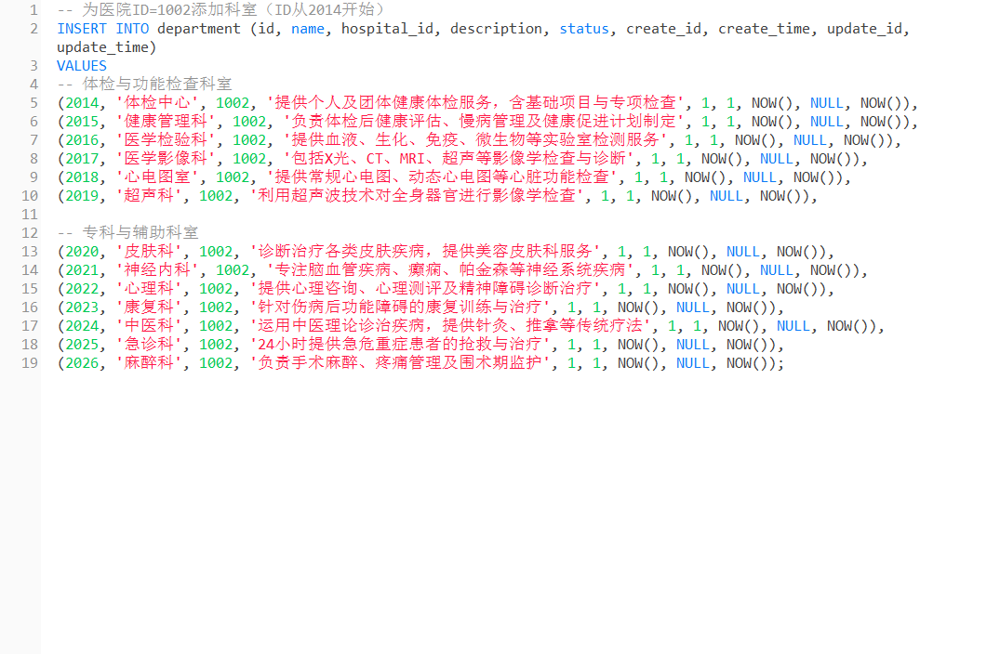 1 -- 为医院ID=1002添加科室（ID从2014开始）
2 INSERT INTO department (id, name, hospital_id, description, status, create_id, create_time, update_id,
update_time)
3 VALUES
4 -- 体检与功能检查科室
5 (2014, '体检中心', 1002, '提供个人及团体健康体检服务，含基础项目与专项检查', 1, 1, NOW(), NULL, NOW()),
6 (2015, '健康管理科', 1002, '负责体检后健康评估、慢病管理及健康促进计划制定', 1, 1, NOW(), NULL, NOW()),
7 (2016, '医学检验科', 1002, '提供血液、生化、免疫、微生物等实验室检测服务', 1, 1, NOW(), NULL, NOW()),
8 (2017, '医学影像科', 1002, '包括X光、CT、MRI、超声等影像学检查与诊断', 1, 1, NOW(), NULL, NOW()),
9 (2018, '心电图室', 1002, '提供常规心电图、动态心电图等心脏功能检查', 1, 1, NOW(), NULL, NOW()),
10 (2019, '超声科', 1002, '利用超声波技术对全身器官进行影像学检查', 1, 1, NOW(), NULL, NOW()),
11
12 -- 专科与辅助科室
13 (2020, '皮肤科', 1002, '诊断治疗各类皮肤疾病，提供美容皮肤科服务', 1, 1, NOW(), NULL, NOW()),
14 (2021, '神经内科', 1002, '专注脑血管疾病、癫痫、帕金森等神经系统疾病', 1, 1, NOW(), NULL, NOW()),
15 (2022, '心理科', 1002, '提供心理咨询、心理测评及精神障碍诊断治疗', 1, 1, NOW(), NULL, NOW()),
16 (2023, '康复科', 1002, '针对伤病后功能障碍的康复训练与治疗', 1, 1, NOW(), NULL, NOW()),
17 (2024, '中医科', 1002, '运用中医理论诊治疾病，提供针灸、推拿等传统疗法', 1, 1, NOW(), NULL, NOW()),
18 (2025, '急诊科', 1002, '24小时提供急危重症患者的抢救与治疗', 1, 1, NOW(), NULL, NOW()),
19 (2026, '麻醉科', 1002, '负责手术麻醉、疼痛管理及围术期监护', 1, 1, NOW(), NULL, NOW());